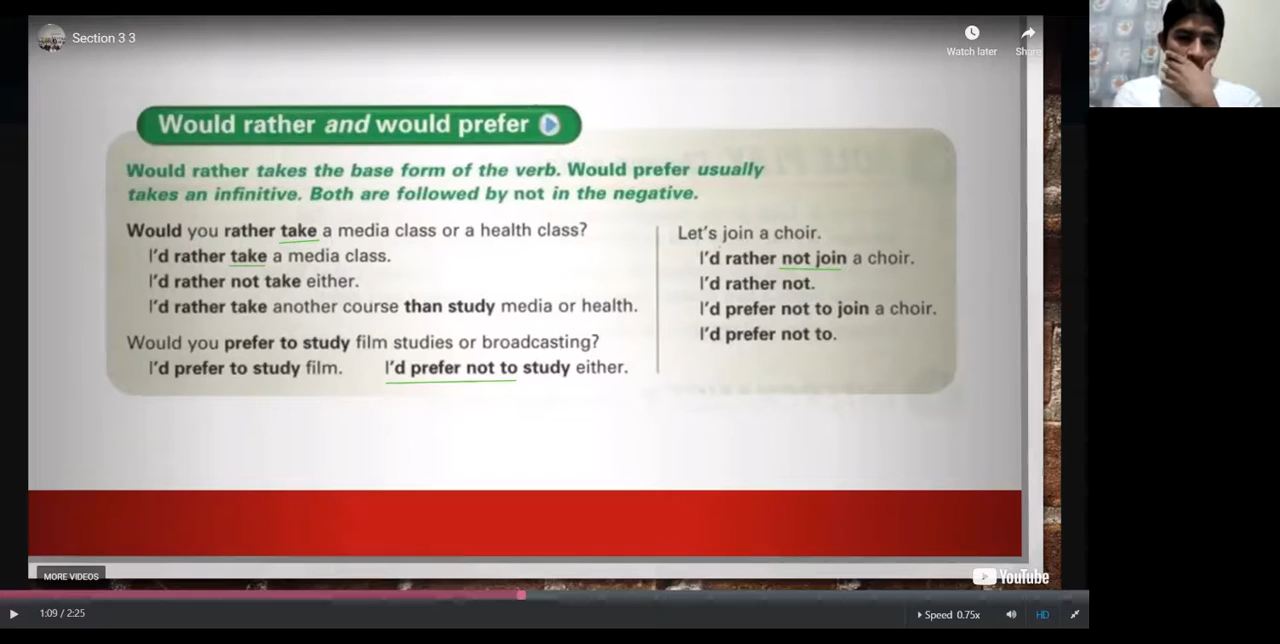 Section 3 3
Watch later
Share
Would rather and would prefer
Would rather takes the base form of the verb. Would prefer usually
takes an infinitive. Both are followed by not in the negative.
Would you rather take a media class or a health class?
I'd rather take a media class.
I'd rather not take either.
I'd rather take another course than study media or health.
Would you prefer to study film studies or broadcasting?
I'd prefer to study film. I'd prefer not to study either.
Let's join a choir.
I'd rather not join a choir.
I'd rather not.
I'd prefer not to join a choir.
I'd prefer not to.
MORE VIDEOS
YouTube
1:09 / 2:25
Speed 0.75x
HD